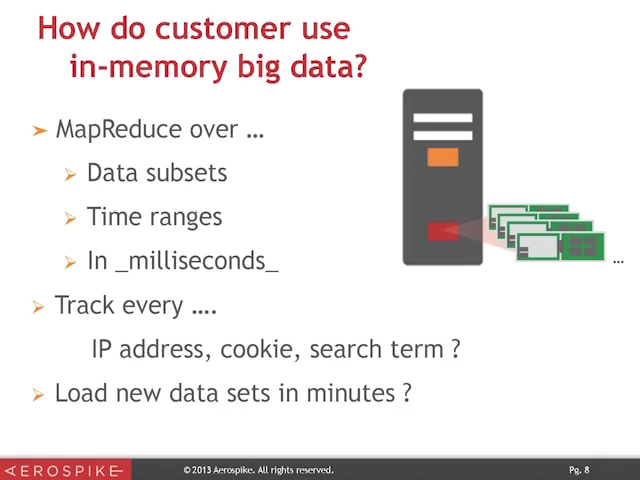 How do customer use
in-memory big data?
MapReduce over …
Data subsets
Time ranges
In _milliseconds_
...
Track every ….
IP address, cookie, search term ?
Load new data sets in minutes ?
AEROSPIKE
© 2013 Aerospike. All rights reserved.
Pg. 8